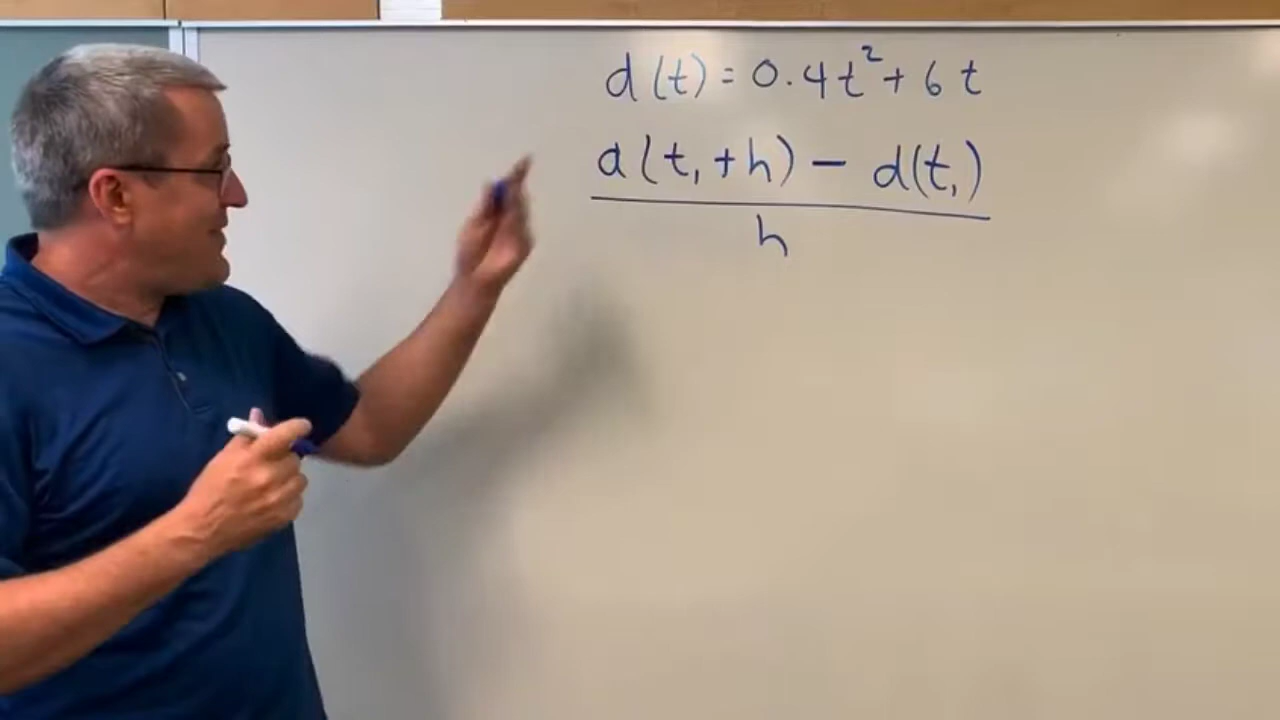 d(t) = 0.4t² + 6t
d(t₁+h) − d(t₁)
h